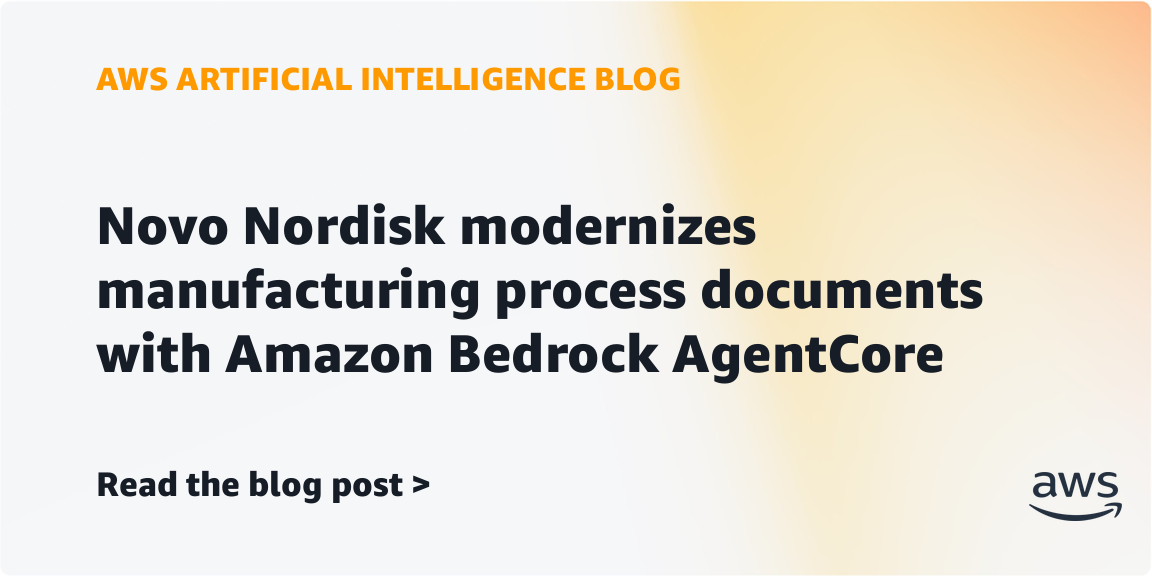 AWS ARTIFICIAL INTELLIGENCE BLOG
Novo Nordisk modernizes
manufacturing process documents
with Amazon Bedrock AgentCore
Read the blog post >
aws